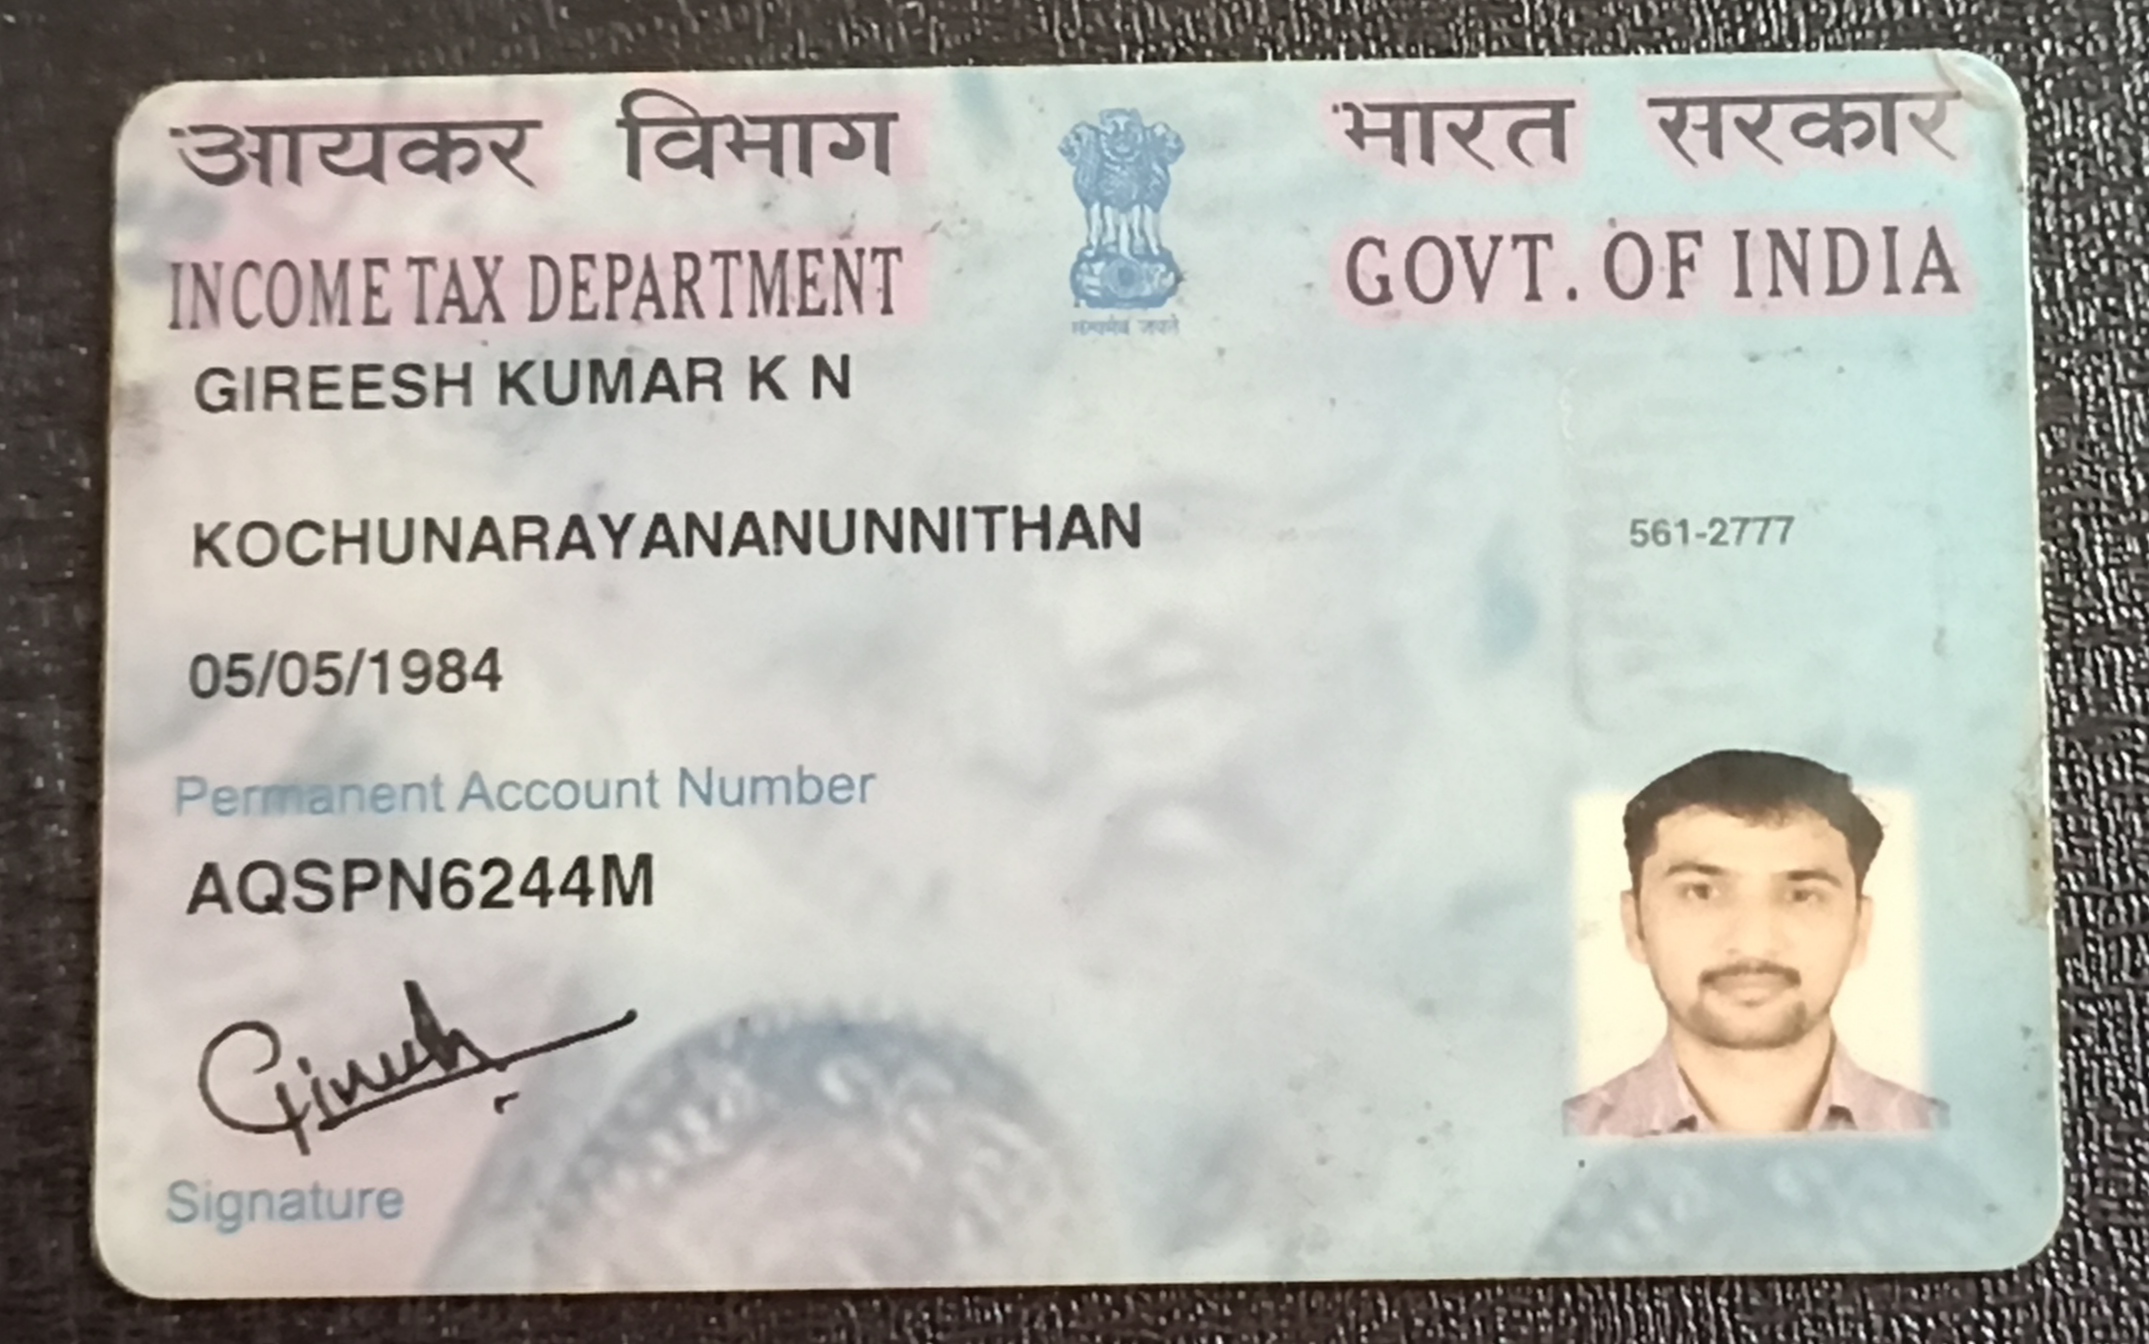 आयकर विभाग
INCOME TAX DEPARTMENT
भारत सरकार
GOVT. OF INDIA
सत्यमेव जयते
GIREESH KUMAR K N
KOCHUNARAYANANUNNITHAN
561-2777
05/05/1984
Permanent Account Number
AQSPN6244M
Signature